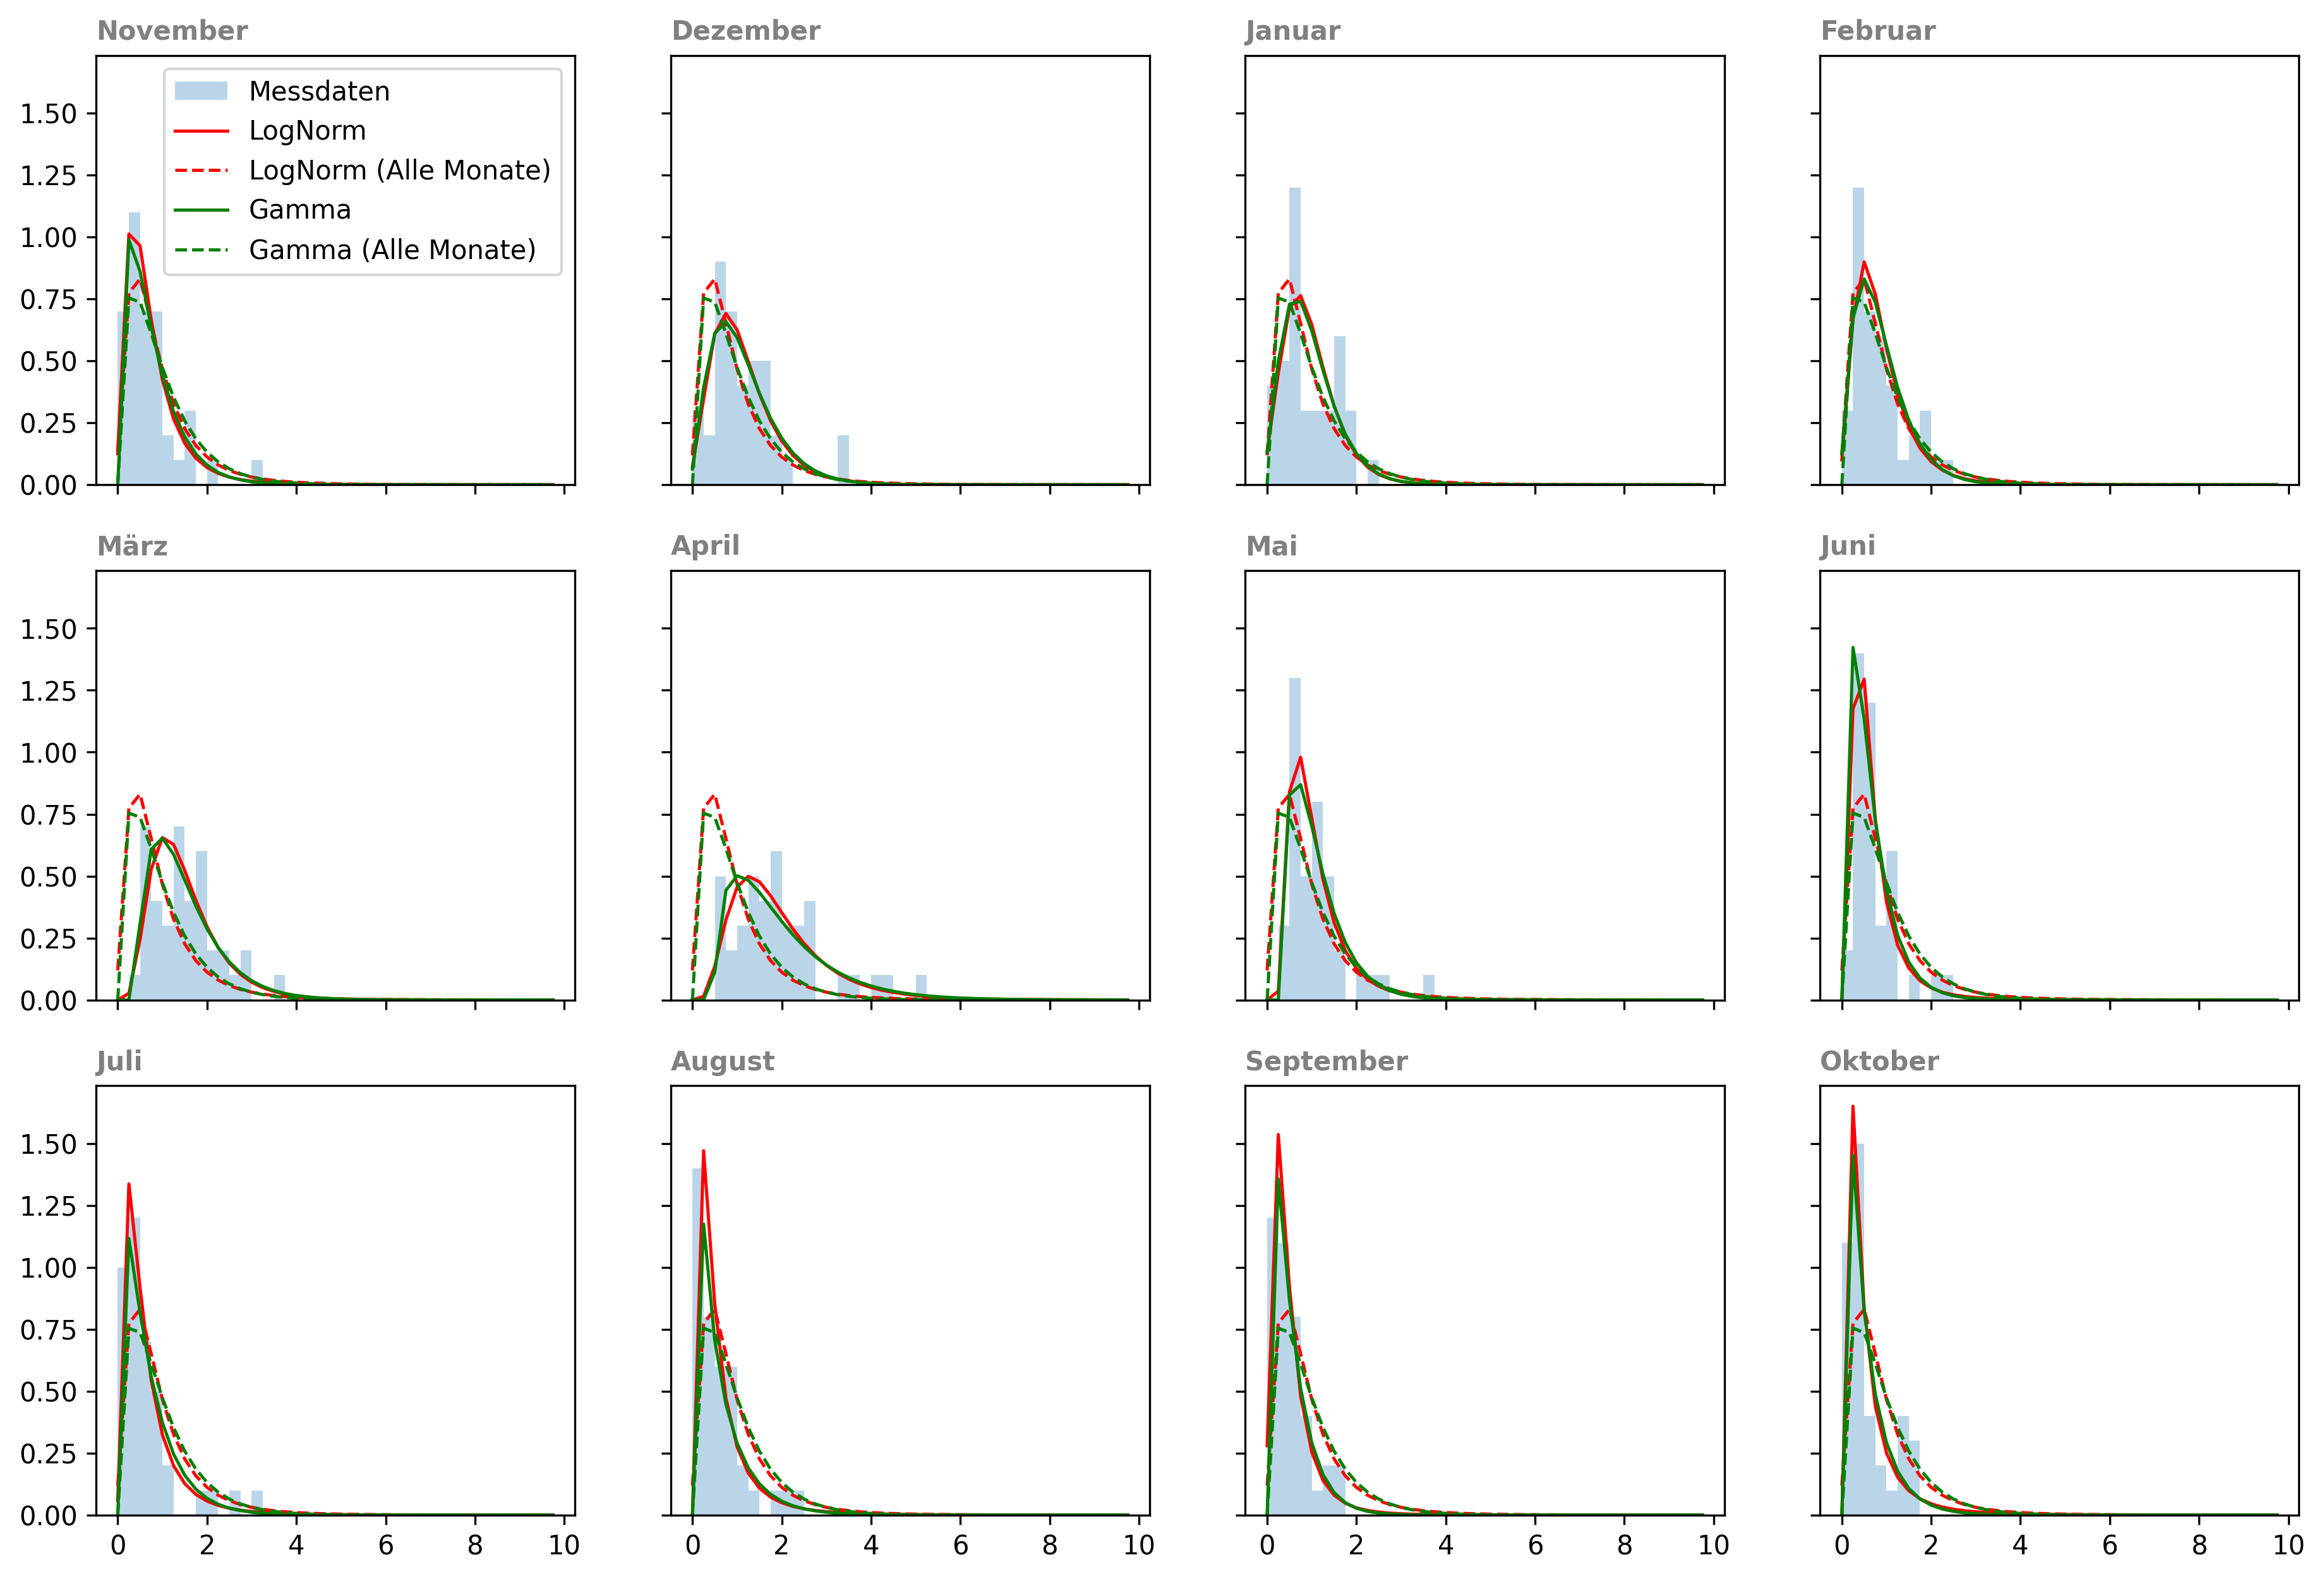 November
Dezember
Januar
Februar
1.50
1.25
1.00
0.75
0.50
0.25
0.00
Messdaten
LogNorm
LogNorm (Alle Monate)
Gamma
Gamma (Alle Monate)
März
April
Mai
Juni
1.50
1.25
1.00
0.75
0.50
0.25
0.00
Juli
August
September
Oktober
1.50
1.25
1.00
0.75
0.50
0.25
0.00
0 2 4 6 8 10
0 2 4 6 8 10
0 2 4 6 8 10
0 2 4 6 8 10